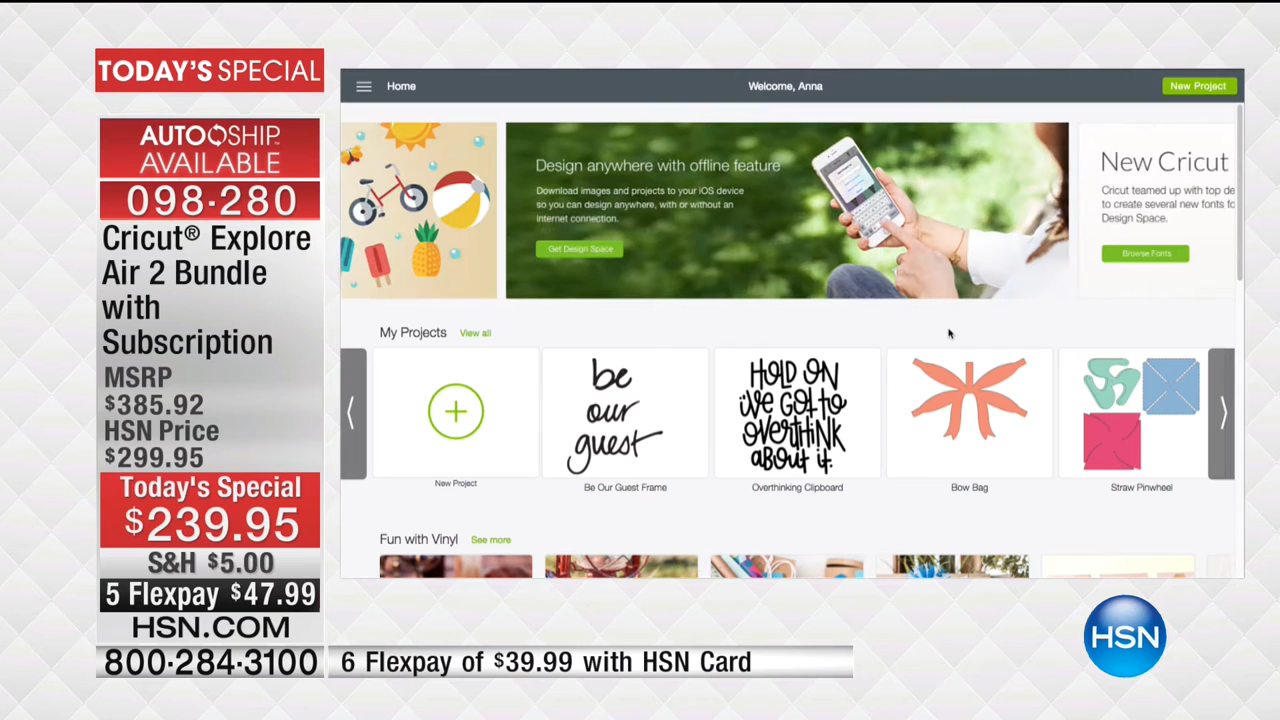 TODAY'S SPECIAL
AUTO SHIP
AVAILABLE
098·280
Cricut® Explore
Air 2 Bundle
with
Subscription
MSRP
$385.92
HSN Price
$299.95
Today's Special
$239.95
S&H $5.00
5 Flexpay $47.99
HSN.COM
800·284·3100
6 Flexpay of $39.99 with HSN Card
Home
Welcome, Anna
New Project
Design anywhere with offline feature
Download images and projects to your iOS device
so you can design anywhere, with or without an
internet connection.
Get Design Space
New Cricut
Cricut teamed up with top de
to create several new fonts fo
Design Space.
Browse Fonts
My Projects View all
be
our
guest
HOLD ON
i've GOT to
OVERTHINK
about it.
New Project
Be Our Guest Frame
Overthinking Clipboard
Bow Bag
Straw Pinwheel
Fun with Vinyl See more
HSN